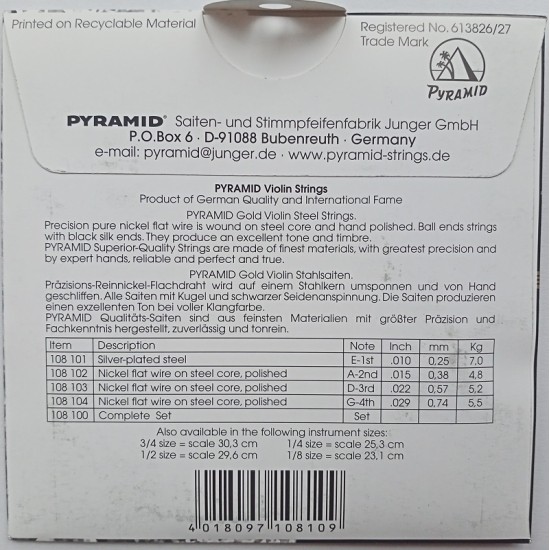 Printed on Recyclable Material
Registered No. 613826/27
Trade Mark
PYRAMID
PYRAMID® Saiten- und Stimmpfeifenfabrik Junger GmbH
P.O.Box 6 · D-91088 Bubenreuth · Germany
e-mail: pyramid@junger.de · www.pyramid-strings.de
PYRAMID Violin Strings
Product of German Quality and International Fame
PYRAMID Gold Violin Steel Strings.
Precision pure nickel flat wire is wound on steel core and hand polished. Ball ends strings
with black silk ends. They produce an excellent tone and timbre.
PYRAMID Superior-Quality Strings are made of finest materials, with greatest precision and
by expert hands, reliable and perfect and true.
PYRAMID Gold Violin Stahlsaiten.
Präzisions-Reinnickel-Flachdraht wird auf einem Stahlkern umsponnen und von Hand
geschliffen. Alle Saiten mit Kugel und schwarzer Seidenanspinnung. Die Saiten produzieren
einen exzellenten Ton bei voller Klangfarbe.
PYRAMID Qualitäts-Saiten sind aus feinsten Materialien mit größter Präzision und
Fachkenntnis hergestellt, zuverlässig und tonrein.
Item Description Note Inch mm Kg
108 101 Silver-plated steel E-1st .010 0,25 7,0
108 102 Nickel flat wire on steel core, polished A-2nd .015 0,38 4,8
108 103 Nickel flat wire on steel core, polished D-3rd .022 0,57 5,2
108 104 Nickel flat wire on steel core, polished G-4th .029 0,74 5,5
108 100 Complete Set Set
Also available in the following instrument sizes:
3/4 size = scale 30,3 cm 1/4 size = scale 25,3 cm
1/2 size = scale 29,6 cm 1/8 size = scale 23,1 cm
4 018097 108109